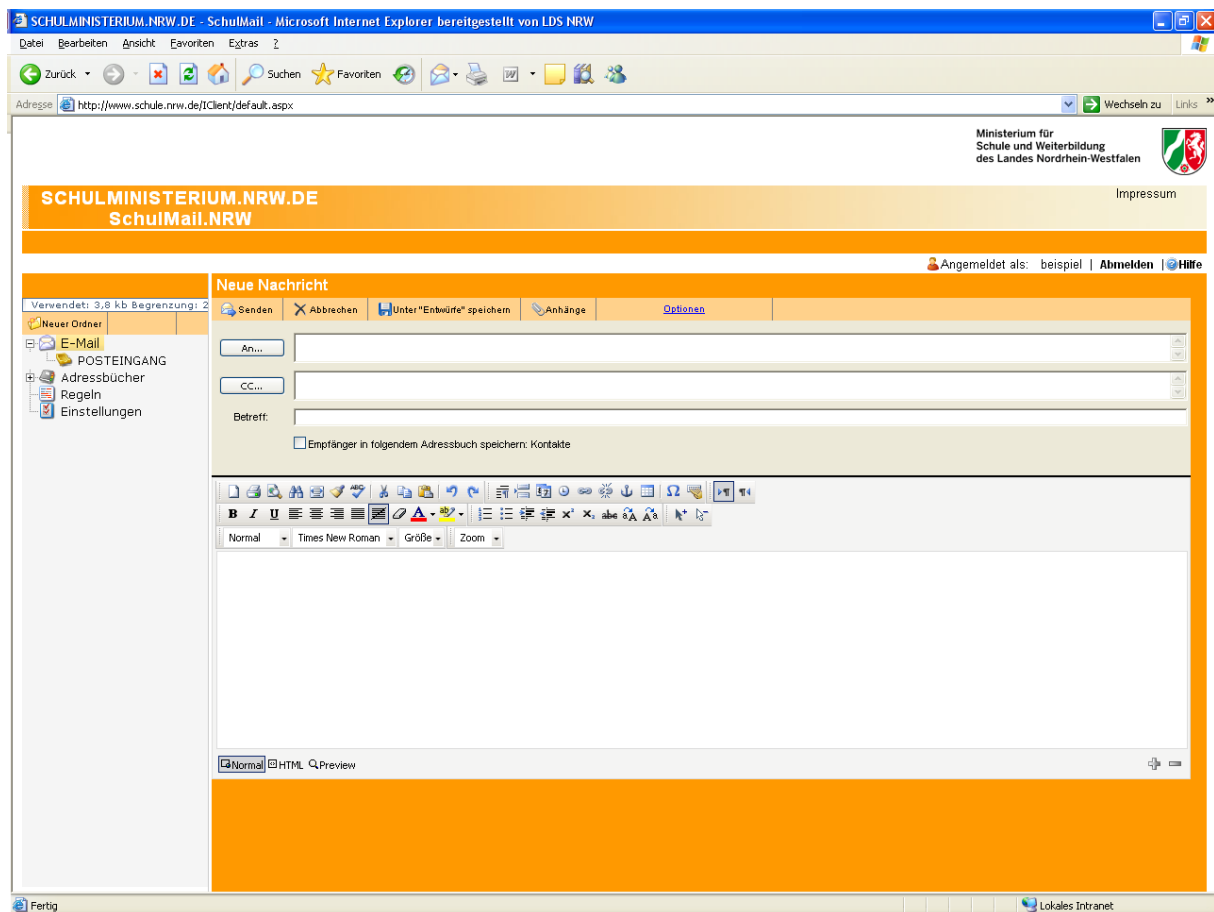 SCHULMINISTERIUM.NRW.DE - SchulMail - Microsoft Internet Explorer bereitgestellt von LDS NRW
Datei Bearbeiten Ansicht Favoriten Extras ?
Zurück Suchen Favoriten
Adresse http://www.schule.nrw.de/IClient/default.aspx Wechseln zu Links »
Ministerium für
Schule und Weiterbildung
des Landes Nordrhein-Westfalen
SCHULMINISTERIUM.NRW.DE
SchulMail.NRW
Impressum
Angemeldet als: beispiel | Abmelden | Hilfe
Neue Nachricht
Verwendet: 3,8 kb Begrenzung: 2
Senden Abbrechen Unter "Entwürfe" speichern Anhänge Optionen
Neuer Ordner
E-Mail
POSTEINGANG
Adressbücher
Regeln
Einstellungen
An...
CC...
Betreff:
Empfänger in folgendem Adressbuch speichern: Kontakte
B I U
Normal Times New Roman Größe Zoom
Normal HTML Preview
Fertig Lokales Intranet